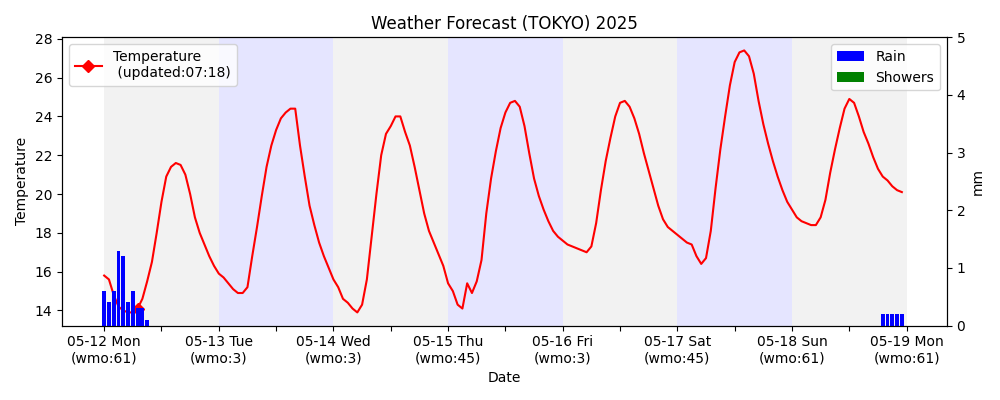 Weather Forecast (TOKYO) 2025
Temperature
(updated:07:18)
Rain
Showers
28
26
24
22
20
18
16
14
Temperature
5
4
3
2
1
0
mm
05-12 Mon 05-13 Tue 05-14 Wed 05-15 Thu 05-16 Fri 05-17 Sat 05-18 Sun 05-19 Mon
(wmo:61) (wmo:3) (wmo:3) (wmo:45) (wmo:3) (wmo:45) (wmo:61) (wmo:61)
Date